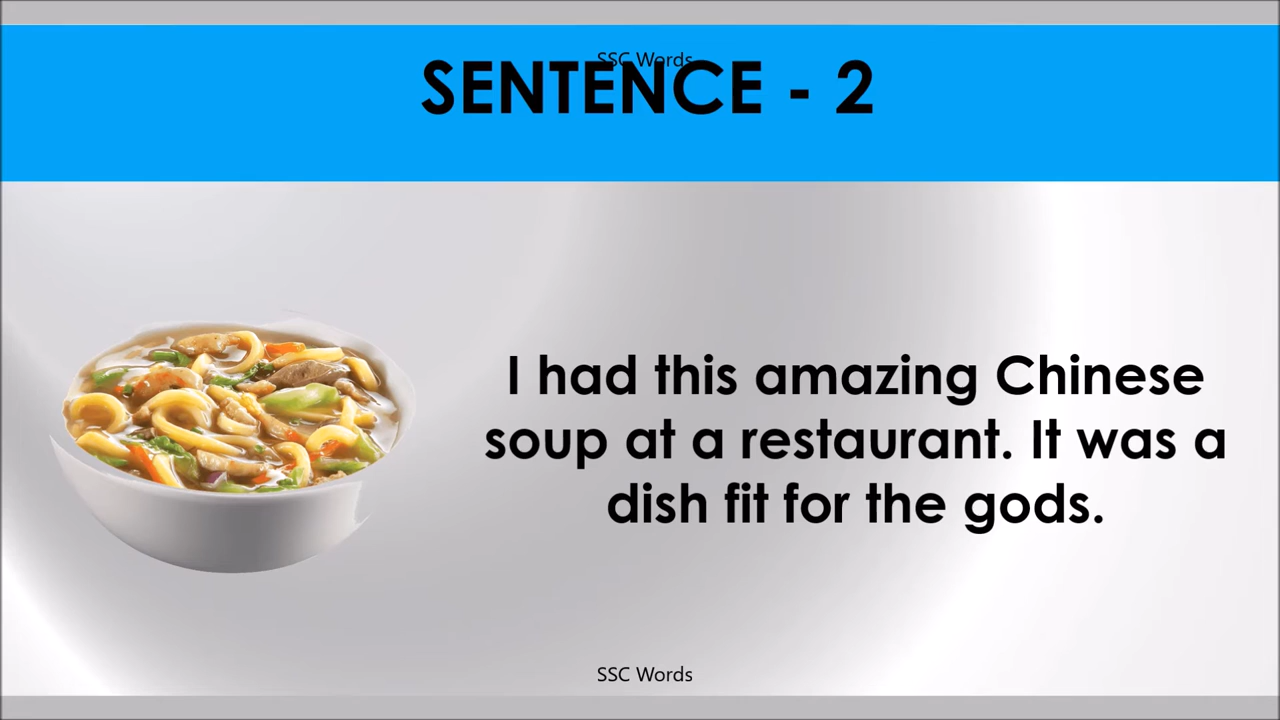 SSC Words
SENTENCE - 2
I had this amazing Chinese
soup at a restaurant. It was a
dish fit for the gods.
SSC Words